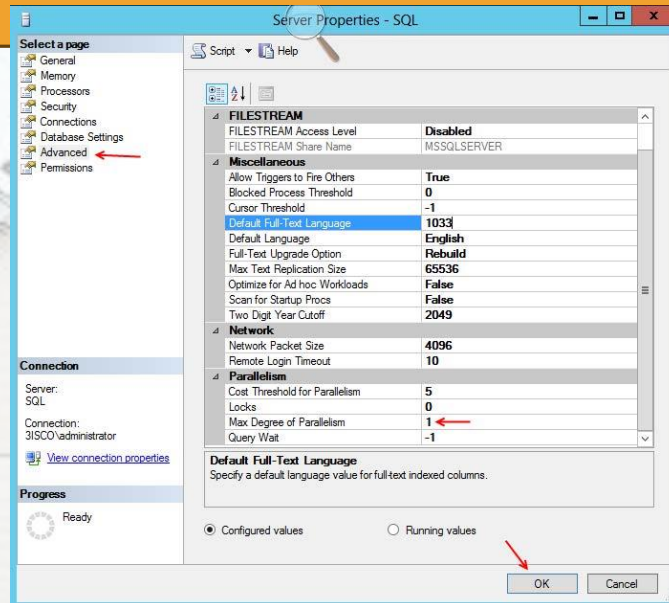 Server Properties - SQL
Select a page
General
Memory
Processors
Security
Connections
Database Settings
Advanced
Permissions
Script
Help
FILESTREAM
FILESTREAM Access Level Disabled
FILESTREAM Share Name MSSQLSERVER
Miscellaneous
Allow Triggers to Fire Others True
Blocked Process Threshold 0
Cursor Threshold -1
Default Full-Text Language 1033
Default Language English
Full-Text Upgrade Option Rebuild
Max Text Replication Size 65536
Optimize for Ad hoc Workloads False
Scan for Startup Procs False
Two Digit Year Cutoff 2049
Network
Network Packet Size 4096
Remote Login Timeout 10
Parallelism
Cost Threshold for Parallelism 5
Locks 0
Max Degree of Parallelism 1
Query Wait -1
Connection
Server:
SQL
Connection:
3ISCO\administrator
View connection properties
Progress
Ready
Default Full-Text Language
Specify a default language value for full-text indexed columns.
Configured values Running values
OK Cancel